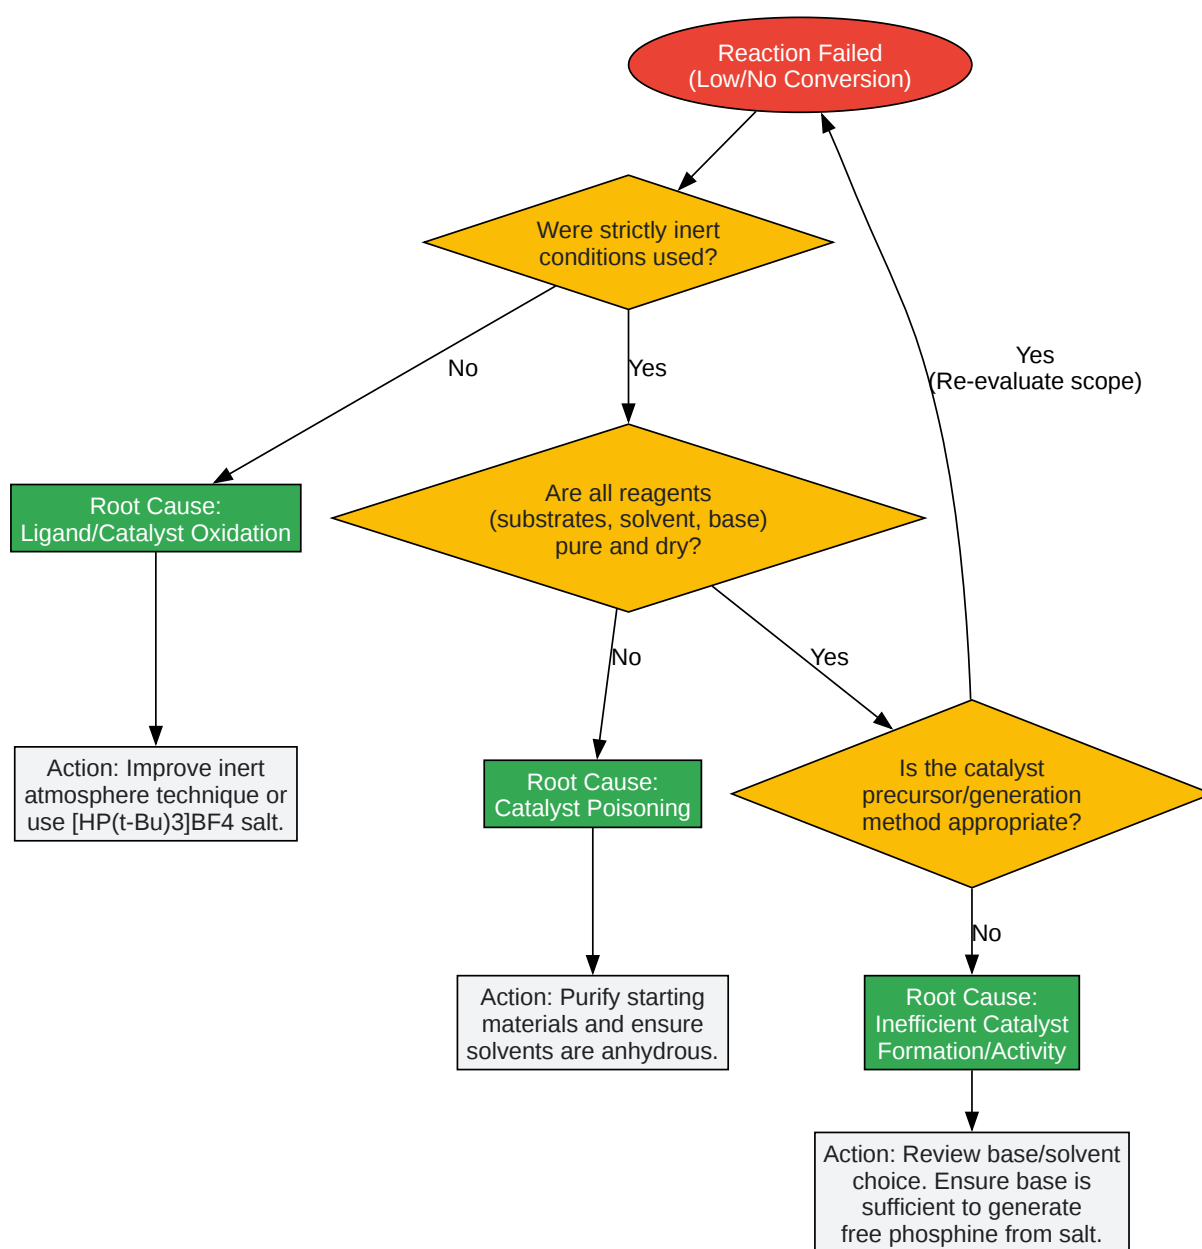 Reaction Failed
(Low/No Conversion)
Were strictly inert
conditions used?
No
Yes
Yes
(Re-evaluate scope)
Root Cause:
Ligand/Catalyst Oxidation
Are all reagents
(substrates, solvent, base)
pure and dry?
No
Yes
Action: Improve inert
atmosphere technique or
use [HP(t-Bu)3]BF4 salt.
Root Cause:
Catalyst Poisoning
Is the catalyst
precursor/generation
method appropriate?
No
Action: Purify starting
materials and ensure
solvents are anhydrous.
Root Cause:
Inefficient Catalyst
Formation/Activity
Action: Review base/solvent
choice. Ensure base is
sufficient to generate
free phosphine from salt.